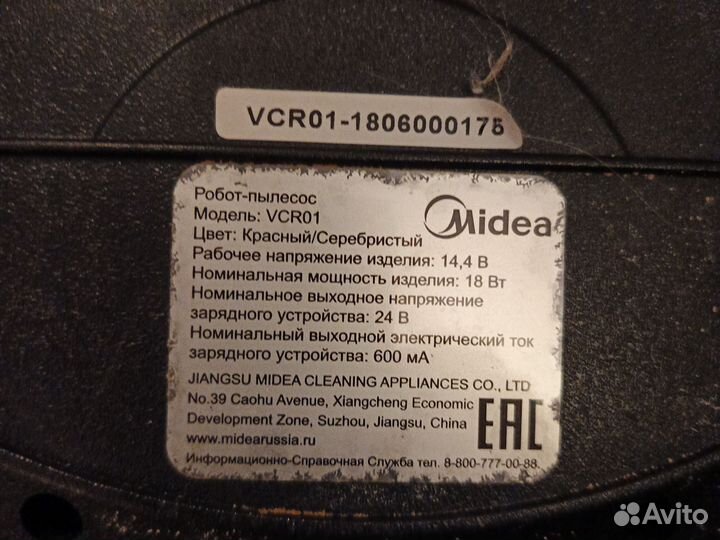 VCR01-1806000175
Робот-пылесос
Модель: VCR01
Midea
Цвет: Красный/Серебристый
Рабочее напряжение изделия: 14,4 В
Номинальная мощность изделия: 18 Вт
Номинальное выходное напряжение
зарядного устройства: 24 В
Номинальный выходной электрический ток
зарядного устройства: 600 мА
JIANGSU MIDEA CLEANING APPLIANCES CO., LTD
No.39 Caohu Avenue, Xiangcheng Economic
Development Zone, Suzhou, Jiangsu, China
www.midearussia.ru
EAC
Информационно-Справочная Служба тел. 8-800-777-00-88.
Avito